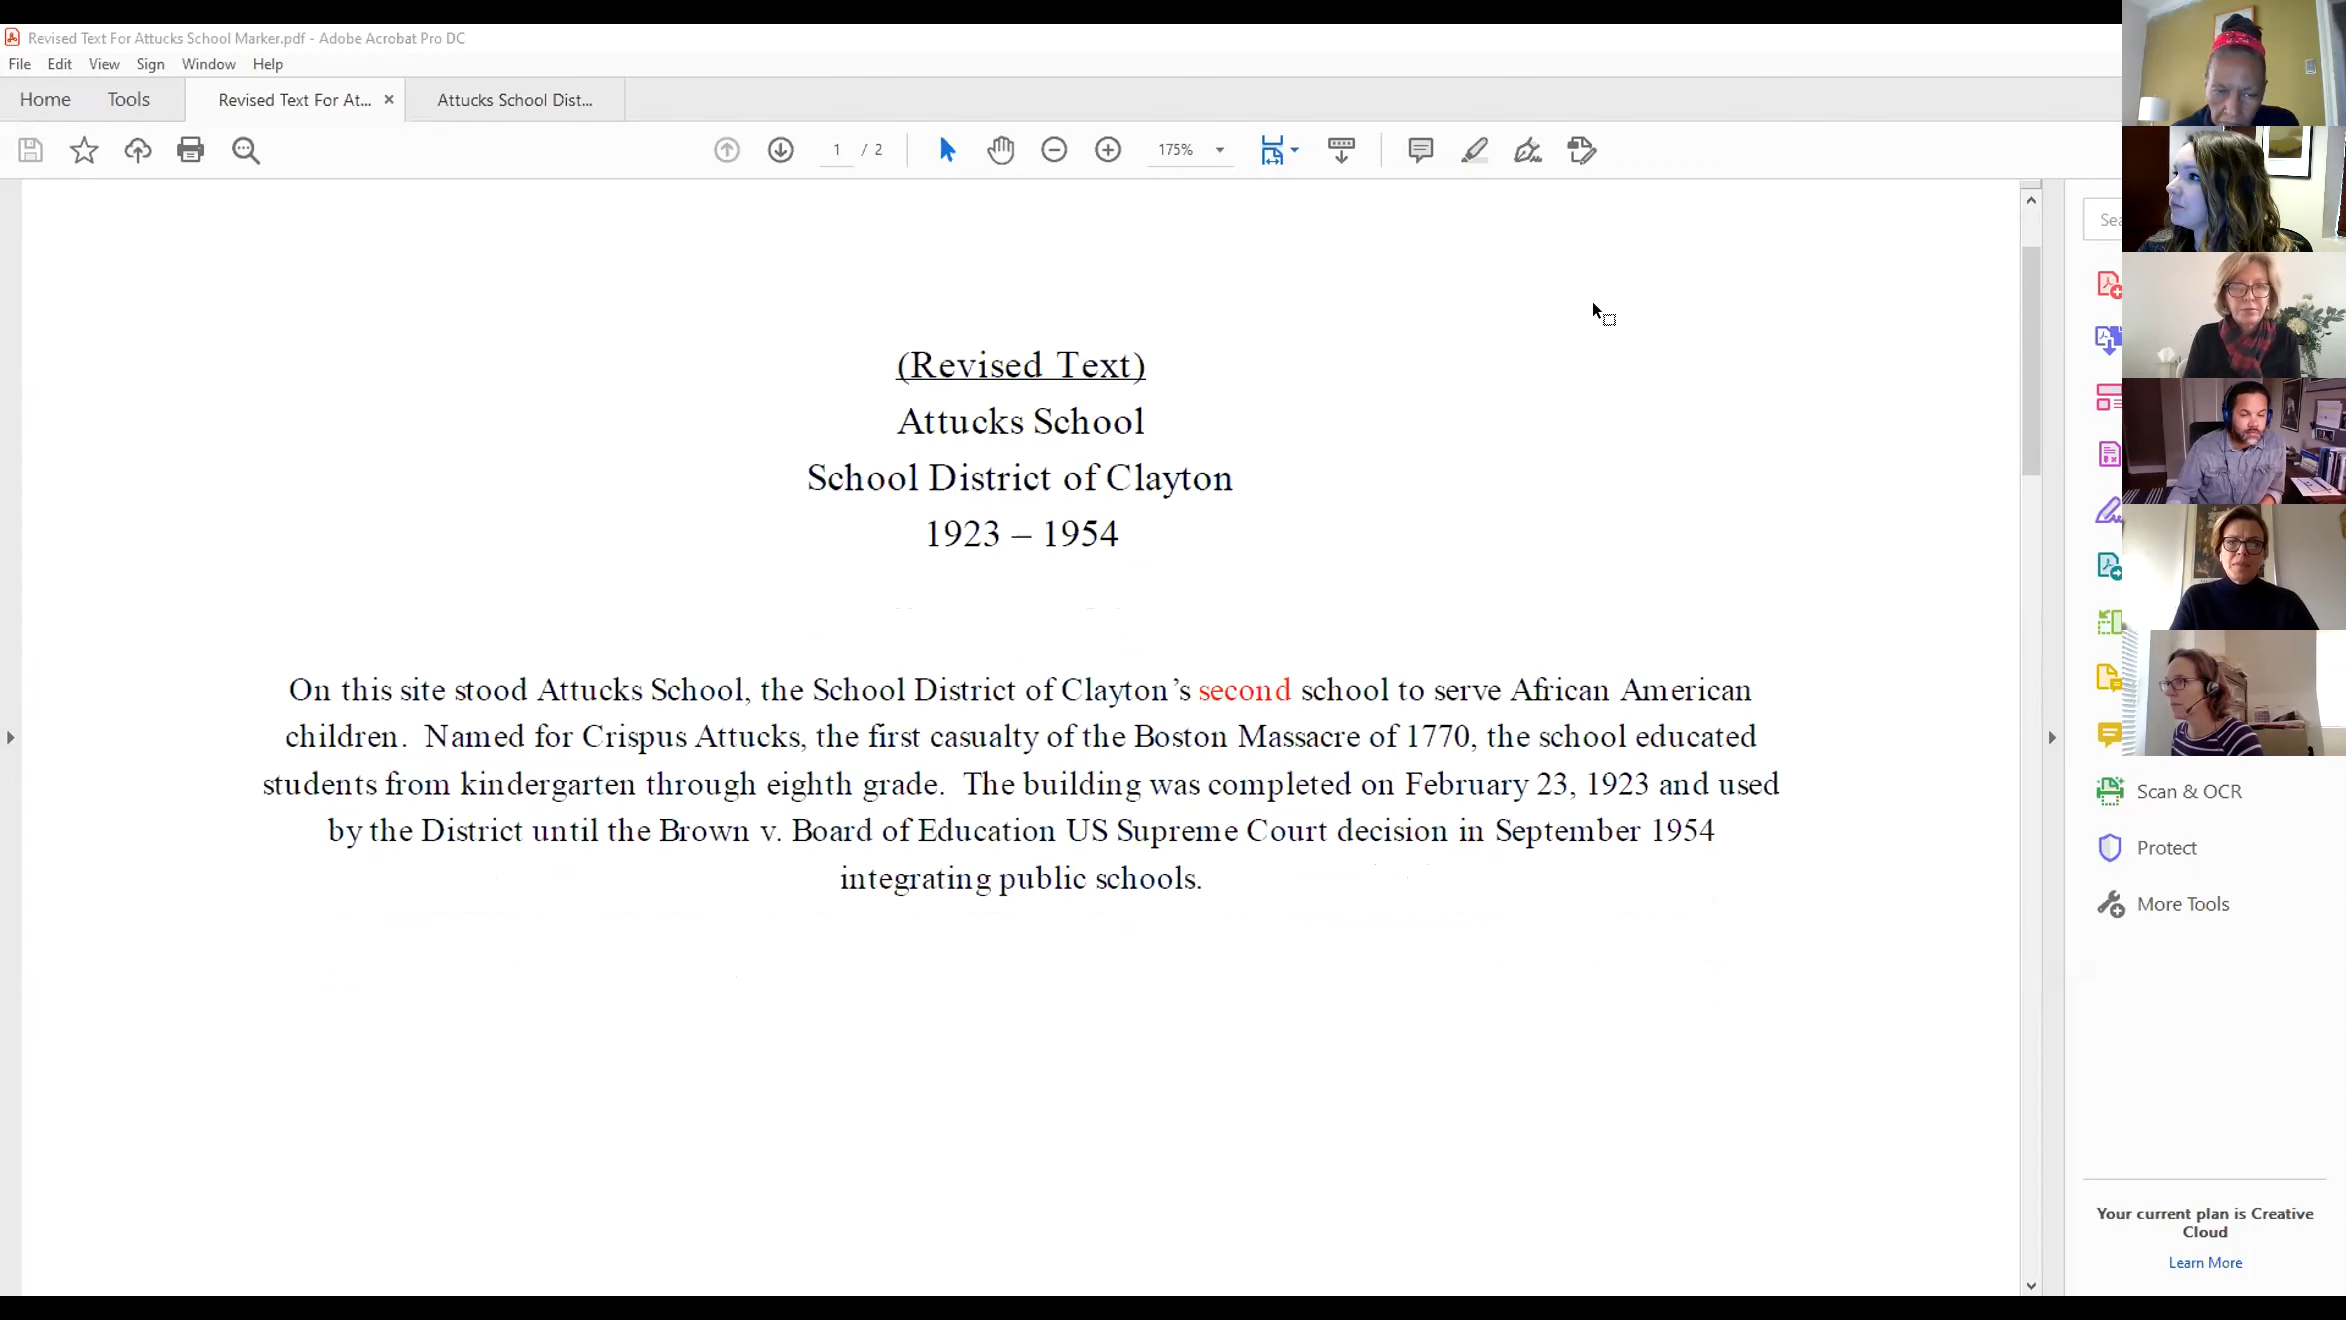 Revised Text For Attucks School Marker.pdf - Adobe Acrobat Pro DC
File Edit View Sign Window Help
Home Tools Revised Text For At... × Attucks School Dist...
1 / 2 175%
(Revised Text)
Attucks School
School District of Clayton
1923 – 1954
On this site stood Attucks School, the School District of Clayton’s second school to serve African American
children. Named for Crispus Attucks, the first casualty of the Boston Massacre of 1770, the school educated
students from kindergarten through eighth grade. The building was completed on February 23, 1923 and used
by the District until the Brown v. Board of Education US Supreme Court decision in September 1954
integrating public schools.
Sea
Scan & OCR
Protect
More Tools
Your current plan is Creative
Cloud
Learn More